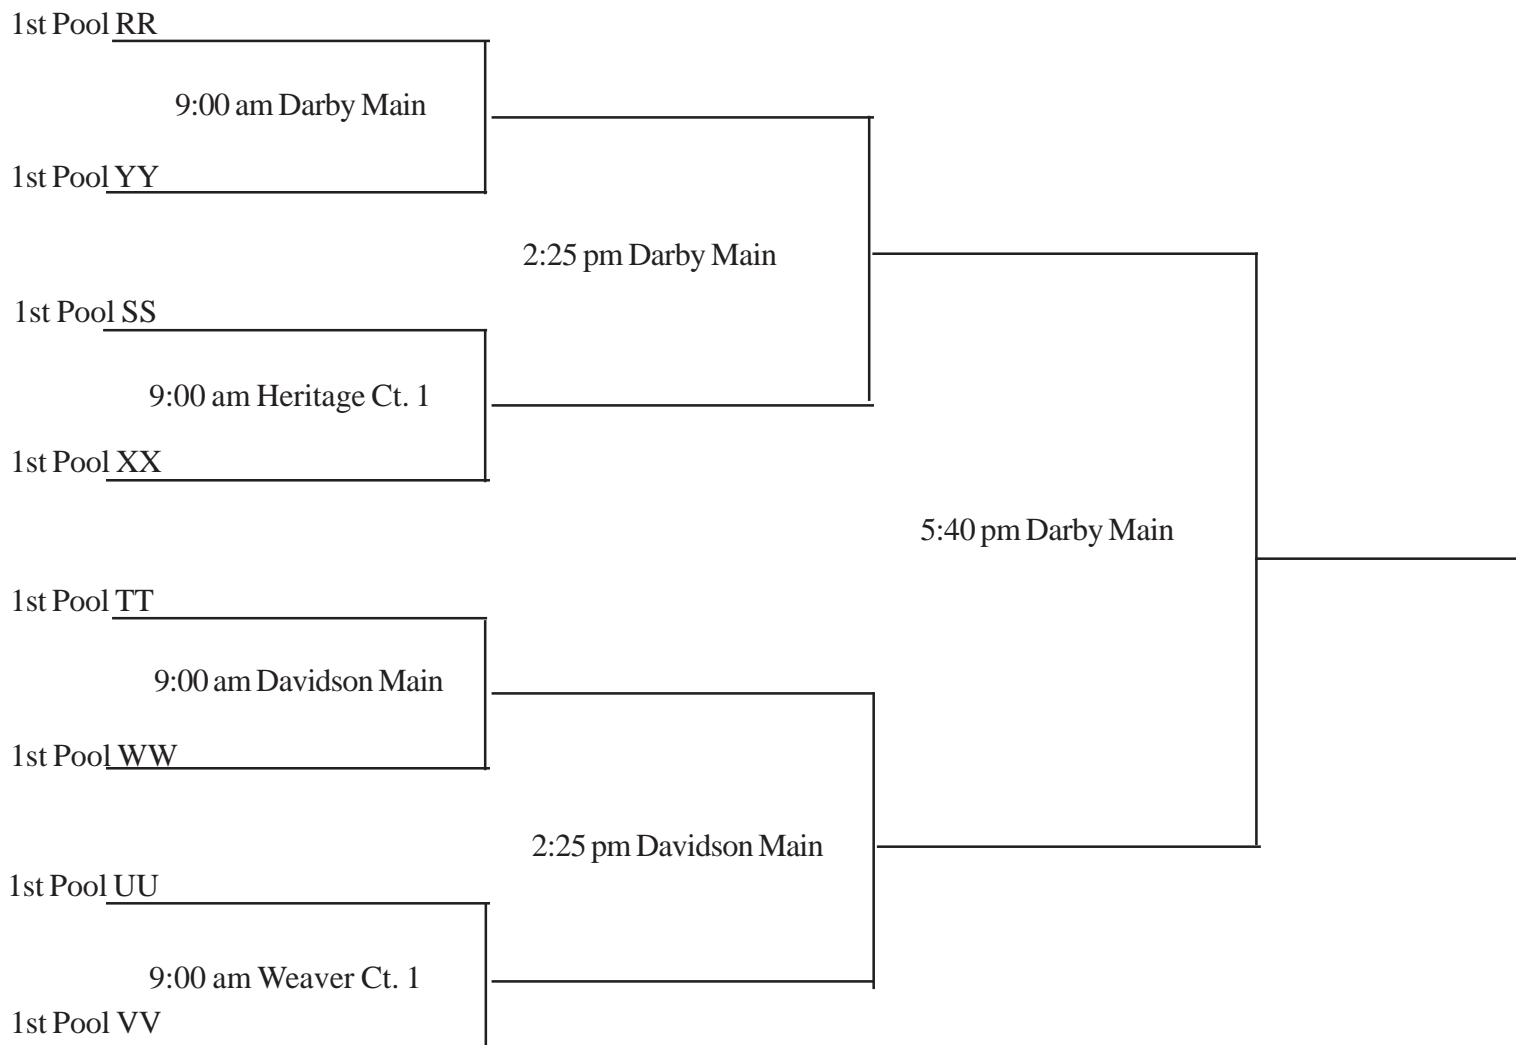 1st Pool RR
9:00 am Darby Main
1st Pool YY
2:25 pm Darby Main
1st Pool SS
9:00 am Heritage Ct. 1
1st Pool XX
5:40 pm Darby Main
1st Pool TT
9:00 am Davidson Main
1st Pool WW
2:25 pm Davidson Main
1st Pool UU
9:00 am Weaver Ct. 1
1st Pool VV